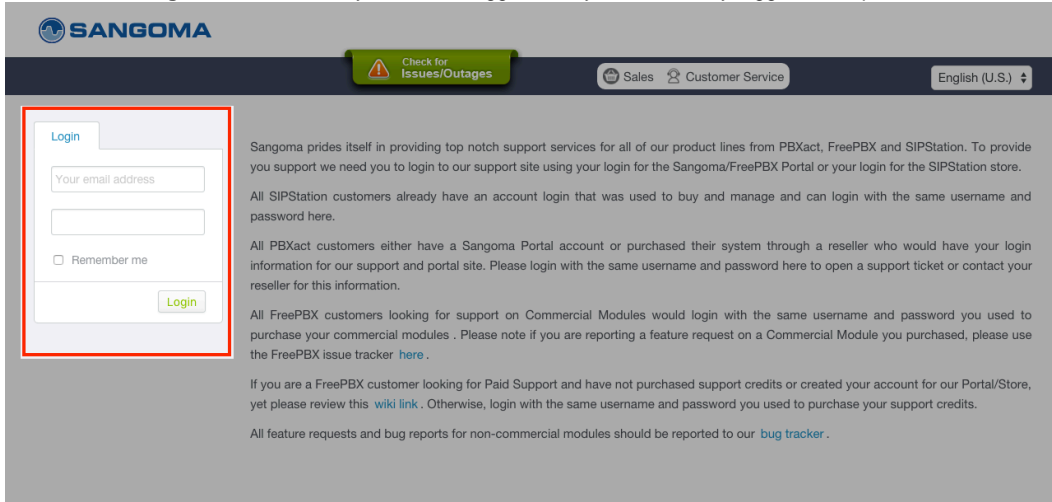 SANGOMA
Check for
Issues/Outages
Sales Customer Service
English (U.S.)
Login
Your email address
Remember me
Login
Sangoma prides itself in providing top notch support services for all of our product lines from PBXact, FreePBX and SIPStation. To provide
you support we need you to login to our support site using your login for the Sangoma/FreePBX Portal or your login for the SIPStation store.
All SIPStation customers already have an account login that was used to buy and manage and can login with the same username and
password here.
All PBXact customers either have a Sangoma Portal account or purchased their system through a reseller who would have your login
information for our support and portal site. Please login with the same username and password here to open a support ticket or contact your
reseller for this information.
All FreePBX customers looking for support on Commercial Modules would login with the same username and password you used to
purchase your commercial modules . Please note if you are reporting a feature request on a Commercial Module you purchased, please use
the FreePBX issue tracker here .
If you are a FreePBX customer looking for Paid Support and have not purchased support credits or created your account for our Portal/Store,
yet please review this wiki link . Otherwise, login with the same username and password you used to purchase your support credits.
All feature requests and bug reports for non-commercial modules should be reported to our bug tracker .